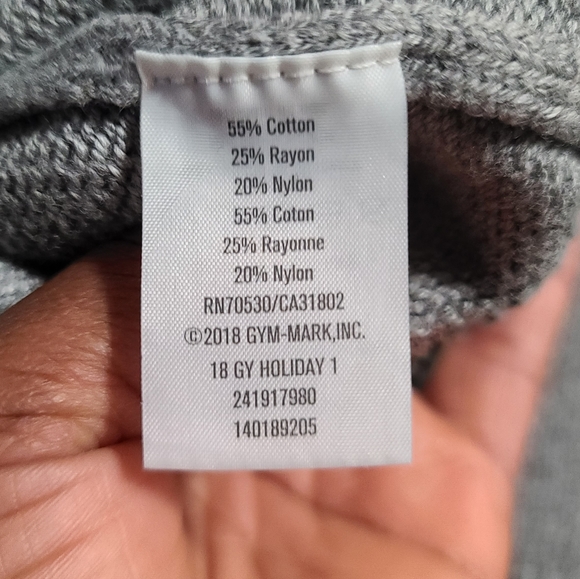 55% Cotton
25% Rayon
20% Nylon
55% Coton
25% Rayonne
20% Nylon
RN70530/CA31802
©2018 GYM-MARK,INC.
18 GY HOLIDAY 1
241917980
140189205